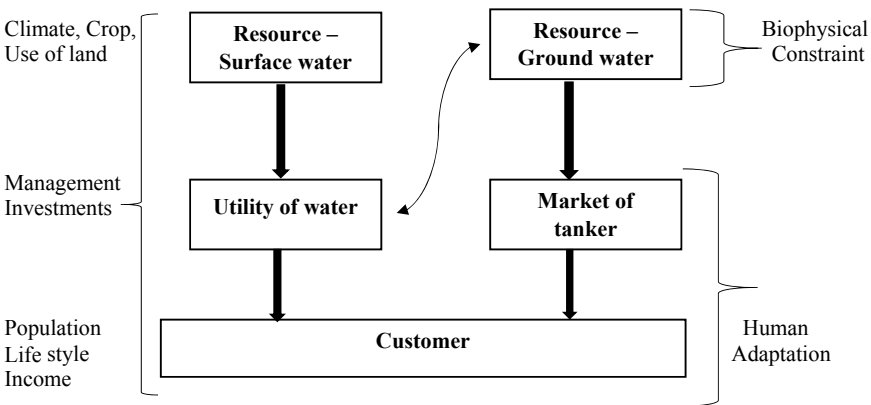 Climate, Crop,
Use of land
Resource –
Surface water
Resource –
Ground water
Biophysical
Constraint
Management
Investments
Utility of water
Market of
tanker
Population
Life style
Income
Customer
Human
Adaptation